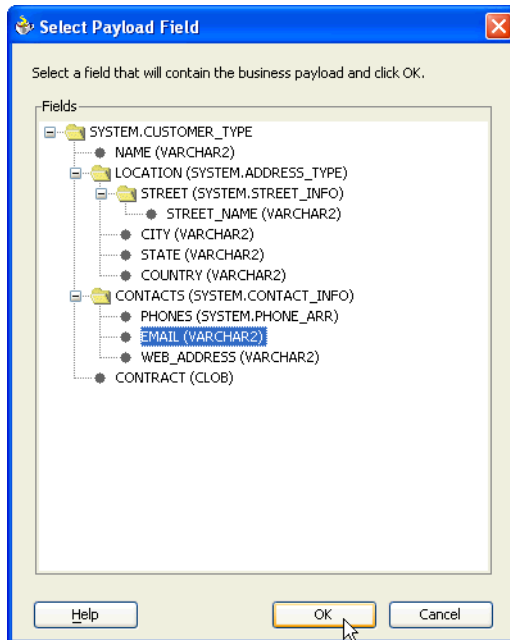 Select Payload Field
Select a field that will contain the business payload and click OK.
Fields
SYSTEM.CUSTOMER_TYPE
NAME (VARCHAR2)
LOCATION (SYSTEM.ADDRESS_TYPE)
STREET (SYSTEM.STREET_INFO)
STREET_NAME (VARCHAR2)
CITY (VARCHAR2)
STATE (VARCHAR2)
COUNTRY (VARCHAR2)
CONTACTS (SYSTEM.CONTACT_INFO)
PHONES (SYSTEM.PHONE_ARR)
EMAIL (VARCHAR2)
WEB_ADDRESS (VARCHAR2)
CONTRACT (CLOB)
Help OK Cancel